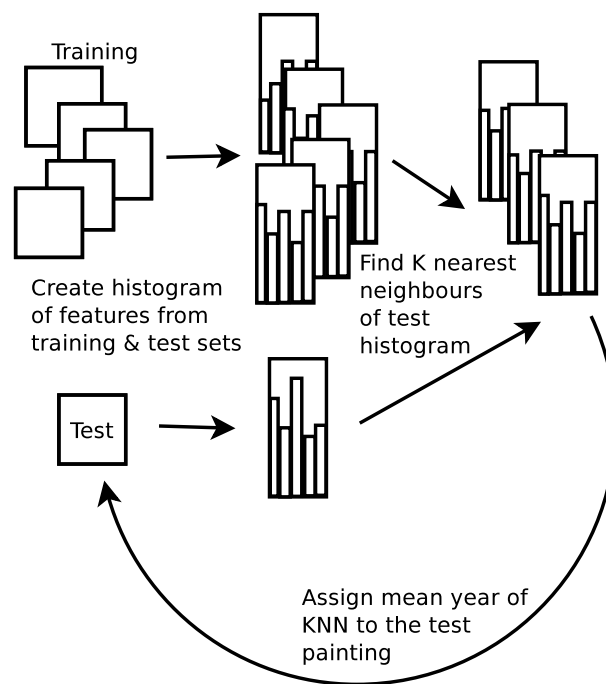 Training
Create histogram
of features from
training & test sets
Find K nearest
neighbours
of test
histogram
Test
Assign mean year of
KNN to the test
painting